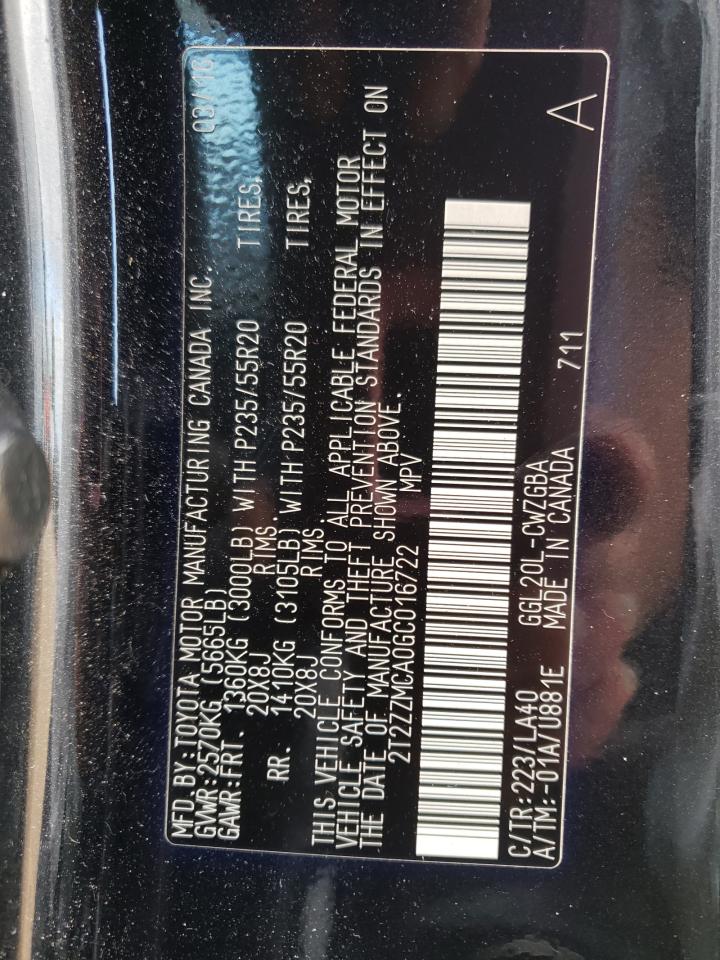 MFD. BY: TOYOTA MOTOR MANUFACTURING CANADA INC. 03/16
GVWR: 2570KG (5665LB)
GAWR: FRT. 1360KG (3000LB) WITH P235/55R20 TIRES,
20X8J RIMS.
RR. 1410KG (3105LB) WITH P235/55R20 TIRES,
20X8J RIMS.
THIS VEHICLE CONFORMS TO ALL APPLICABLE FEDERAL MOTOR
VEHICLE SAFETY AND THEFT PREVENTION STANDARDS IN EFFECT ON
THE DATE OF MANUFACTURE SHOWN ABOVE.
2T2ZZMCA0GC016722 MPV
C/TR: 223/LA40 GGL20L-CWZGBA
A/TM: -01A/U881E MADE IN CANADA 711 A